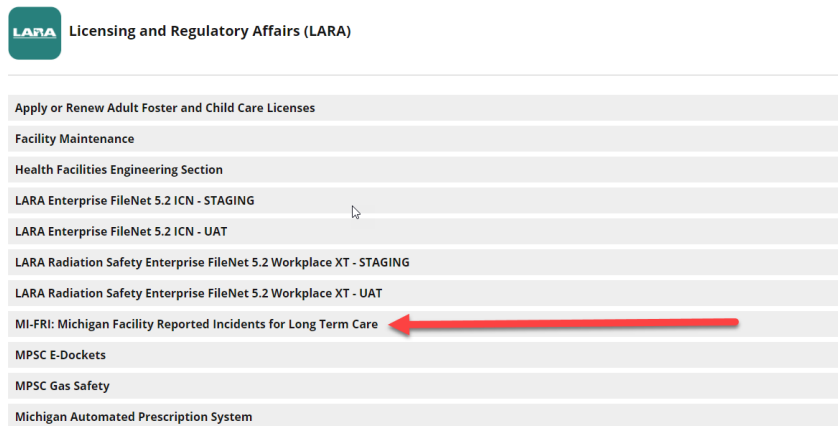 LARA
Licensing and Regulatory Affairs (LARA)
Apply or Renew Adult Foster and Child Care Licenses
Facility Maintenance
Health Facilities Engineering Section
LARA Enterprise FileNet 5.2 ICN - STAGING
LARA Enterprise FileNet 5.2 ICN - UAT
LARA Radiation Safety Enterprise FileNet 5.2 Workplace XT - STAGING
LARA Radiation Safety Enterprise FileNet 5.2 Workplace XT - UAT
MI-FRI: Michigan Facility Reported Incidents for Long Term Care
MPSC E-Dockets
MPSC Gas Safety
Michigan Automated Prescription System